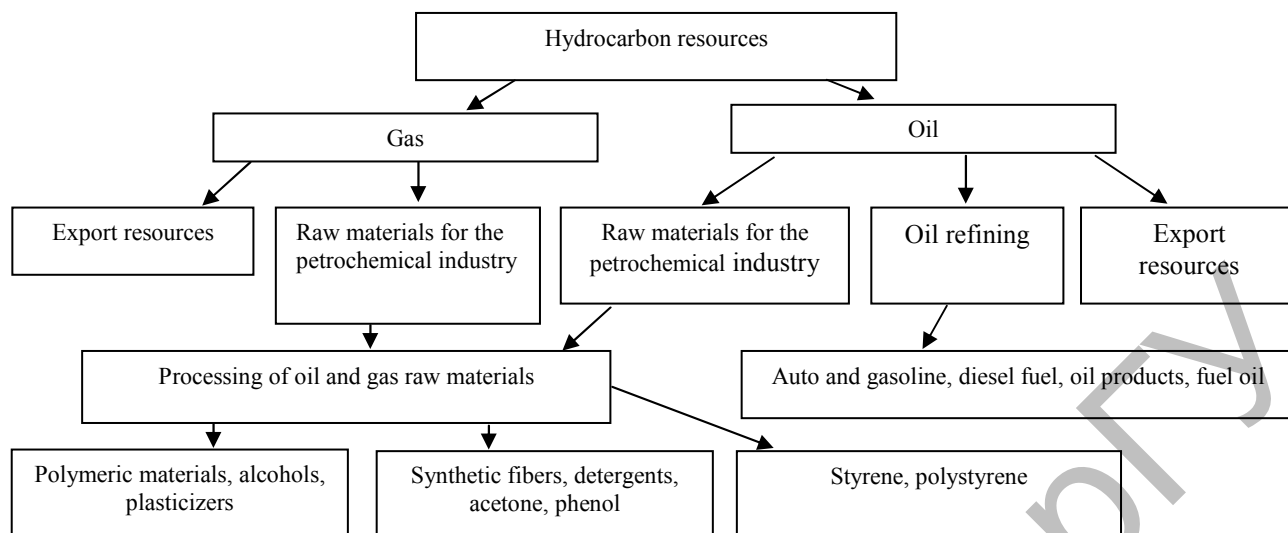 Hydrocarbon resources
Gas
Oil
Export resources
Raw materials for the
petrochemical industry
Raw materials for the
petrochemical industry
Oil refining
Export
resources
Processing of oil and gas raw materials
Auto and gasoline, diesel fuel, oil products, fuel oil
Polymeric materials, alcohols,
plasticizers
Synthetic fibers, detergents,
acetone, phenol
Styrene, polystyrene